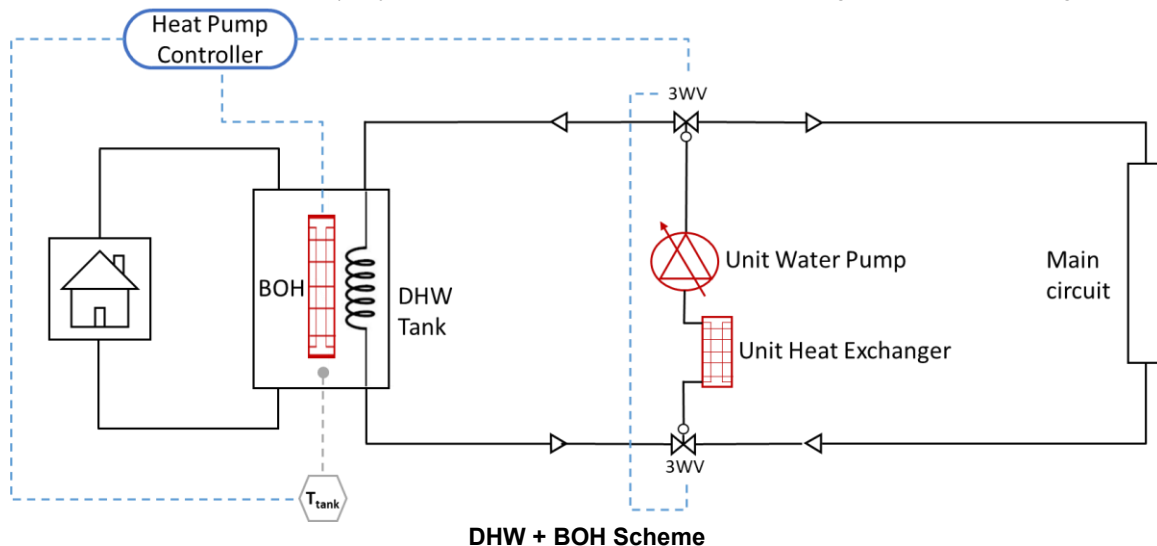 Heat Pump
Controller
3WV
BOH
DHW
Tank
Unit Water Pump
Unit Heat Exchanger
Main
circuit
3WV
Ttank
DHW + BOH Scheme